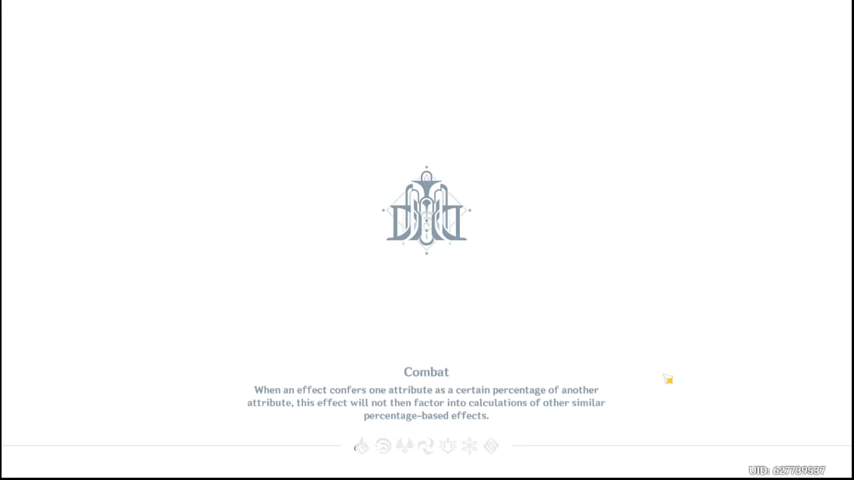 Combat
When an effect confers one attribute as a certain percentage of another
attribute, this effect will not then factor into calculations of other similar
percentage-based effects.
UID: 627739537